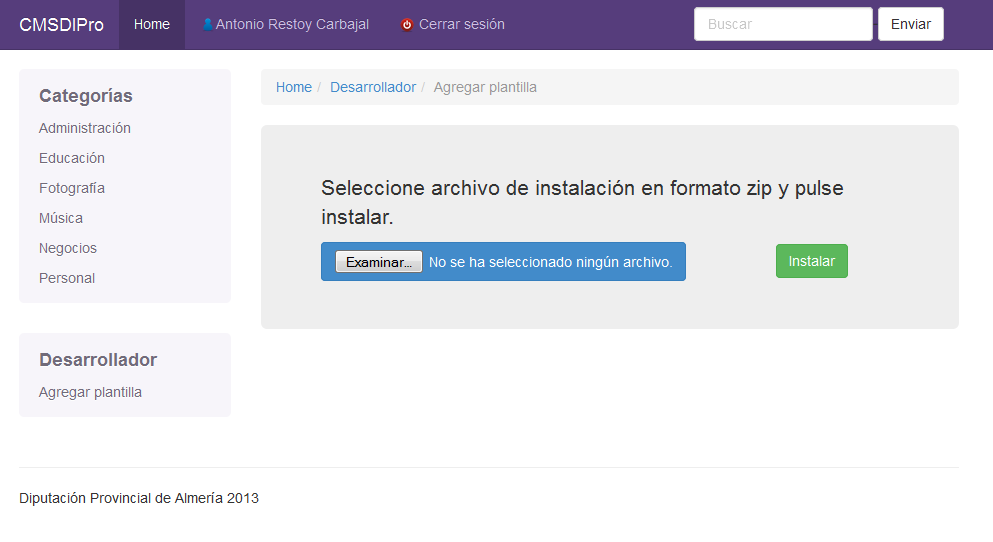 CMSDIPro Home Antonio Restoy Carbajal Cerrar sesión Buscar Enviar
Home / Desarrollador / Agregar plantilla
Categorías
Administración
Educación
Fotografía
Música
Negocios
Personal
Desarrollador
Agregar plantilla
Seleccione archivo de instalación en formato zip y pulse
instalar.
Examinar... No se ha seleccionado ningún archivo. Instalar
Diputación Provincial de Almería 2013